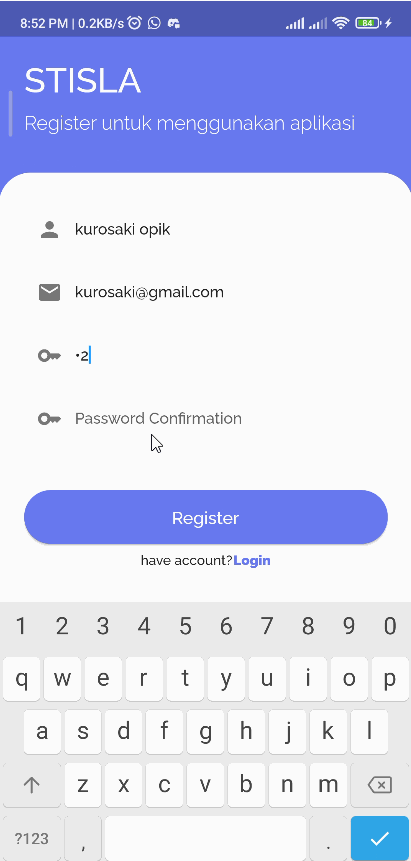 8:52 PM | 0.2KB/s
84
STISLA
Register untuk menggunakan aplikasi
kurosaki opik
kurosaki@gmail.com
•2
Password Confirmation
Register
have account?Login
1 2 3 4 5 6 7 8 9 0
q w e r t y u i o p
a s d f g h j k l
z x c v b n m
?123 , .